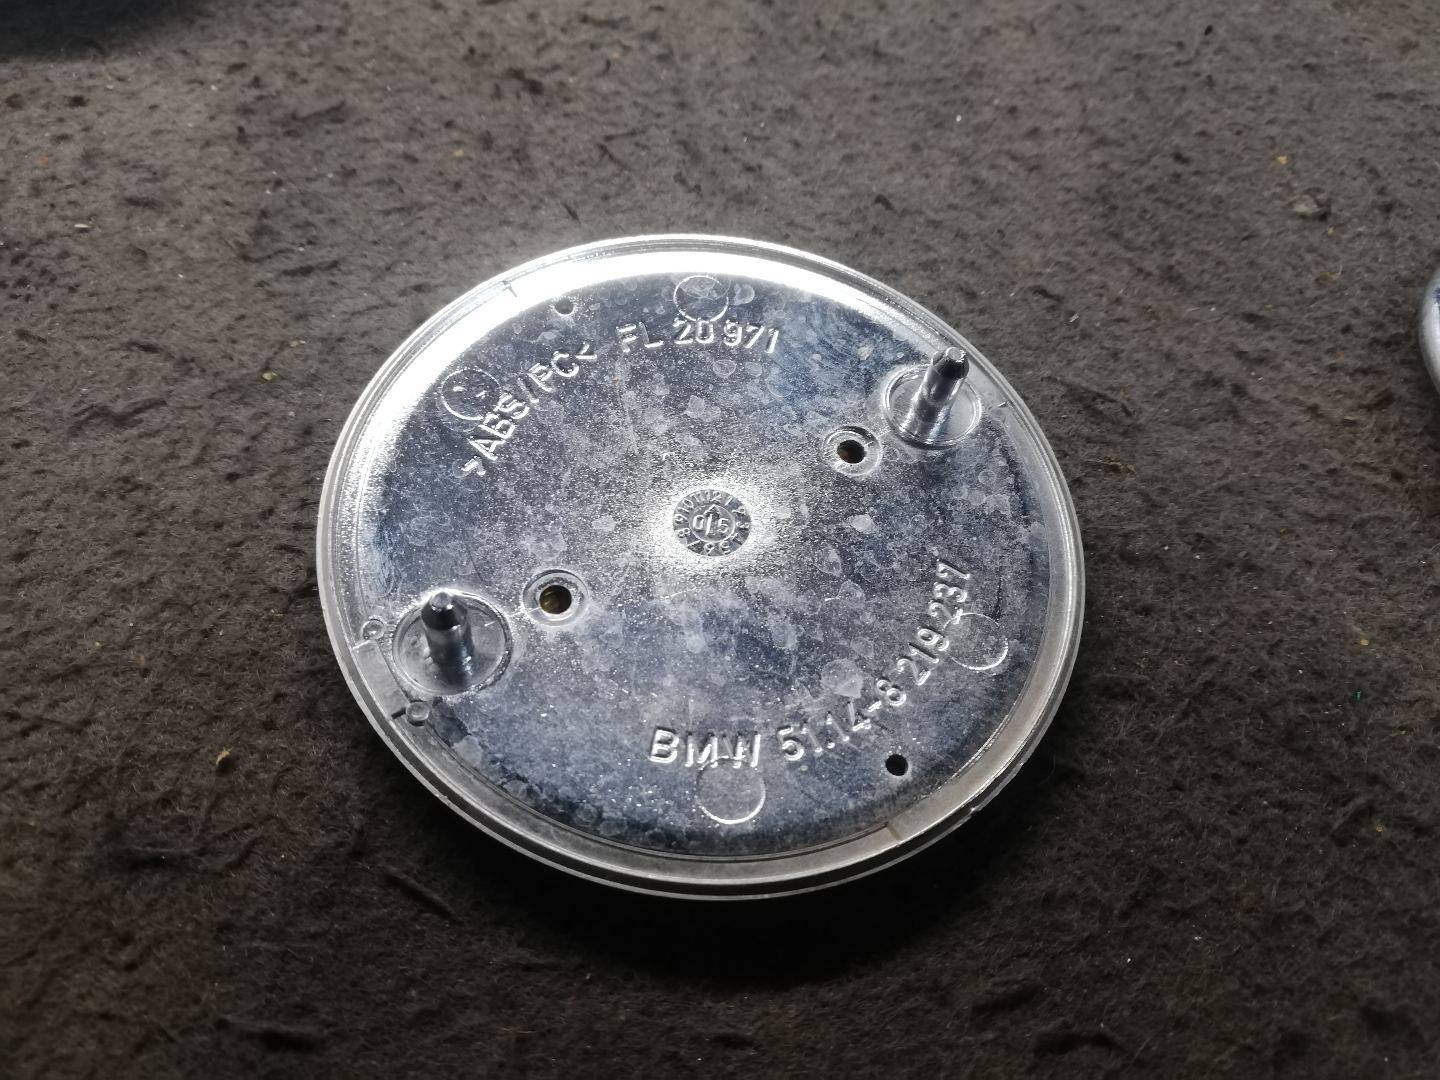 >ABS/PC< FL 20 971
BMW 51.14-8 219 237